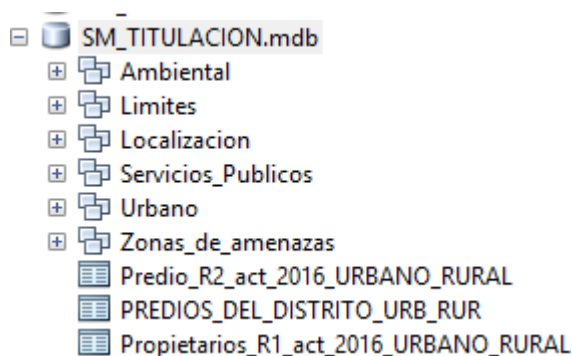 SM_TITULACION.mdb
Ambiental
Limites
Localizacion
Servicios_Publicos
Urbano
Zonas_de_amenazas
Predio_R2_act_2016_URBANO_RURAL
PREDIOS_DEL_DISTRITO_URB_RUR
Propietarios_R1_act_2016_URBANO_RURAL